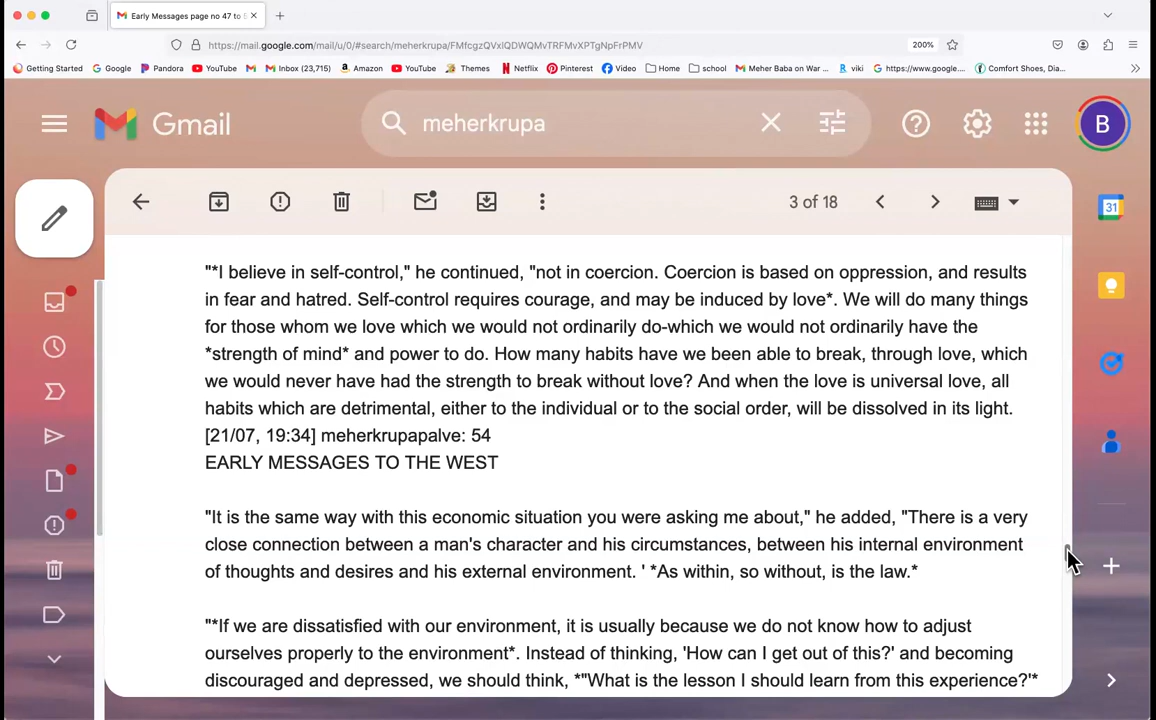 Early Messages page no 47 to 5
https://mail.google.com/mail/u/0/#search/meherkrupa/FMfcgzQVxlQDWQMvTRFMvXPTgNpFrPMV
200%
Getting Started
Google
Pandora
YouTube
Inbox (23,715)
Amazon
YouTube
Themes
Netflix
Pinterest
Video
Home
school
Meher Baba on War ...
viki
https://www.google....
Comfort Shoes, Dia...
Gmail
meherkrupa
B
3 of 18
31
"*I believe in self-control," he continued, "not in coercion. Coercion is based on oppression, and results
in fear and hatred. Self-control requires courage, and may be induced by love*. We will do many things
for those whom we love which we would not ordinarily do-which we would not ordinarily have the
*strength of mind* and power to do. How many habits have we been able to break, through love, which
we would never have had the strength to break without love? And when the love is universal love, all
habits which are detrimental, either to the individual or to the social order, will be dissolved in its light.
[21/07, 19:34] meherkrupapalve: 54
EARLY MESSAGES TO THE WEST
"It is the same way with this economic situation you were asking me about," he added, "There is a very
close connection between a man's character and his circumstances, between his internal environment
of thoughts and desires and his external environment. ' *As within, so without, is the law.*
"*If we are dissatisfied with our environment, it is usually because we do not know how to adjust
ourselves properly to the environment*. Instead of thinking, 'How can I get out of this?' and becoming
discouraged and depressed, we should think, *"What is the lesson I should learn from this experience?'*